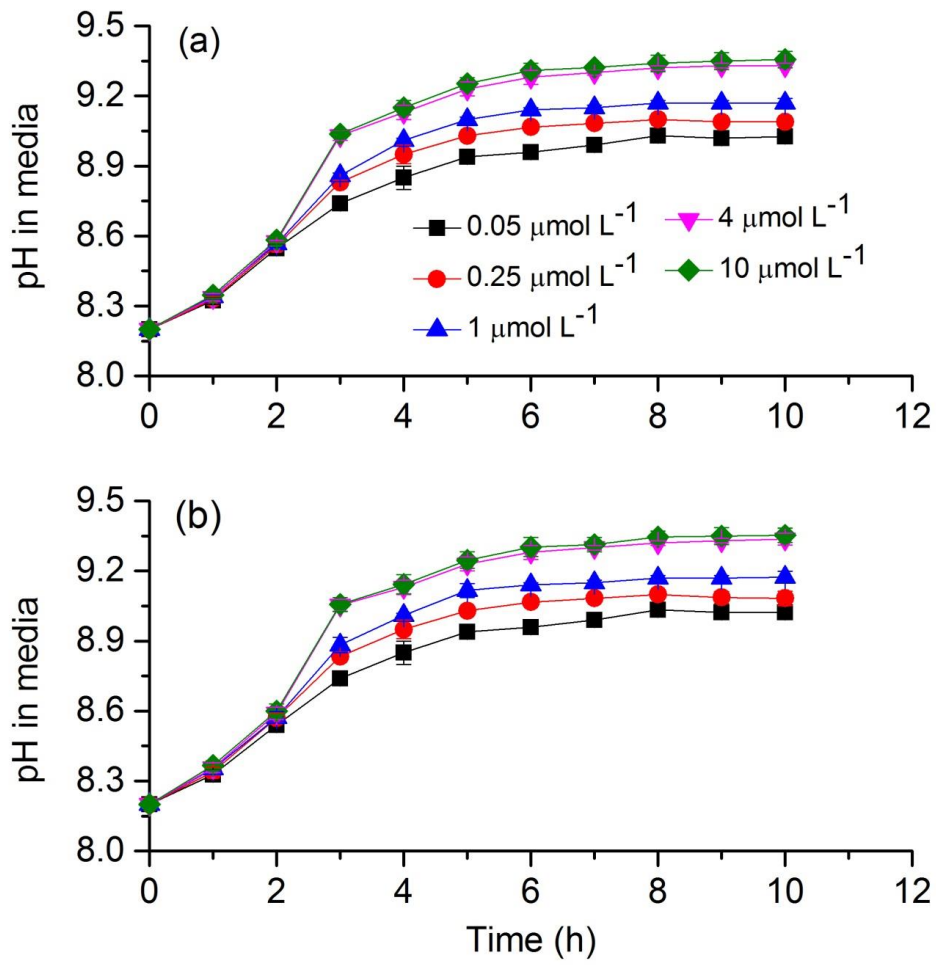 (a)
pH in media
9.5
9.2
8.9
8.6
8.3
8.0
0.05 μmol L⁻¹
0.25 μmol L⁻¹
1 μmol L⁻¹
4 μmol L⁻¹
10 μmol L⁻¹
0 2 4 6 8 10 12
(b)
pH in media
9.5
9.2
8.9
8.6
8.3
8.0
0 2 4 6 8 10 12
Time (h)